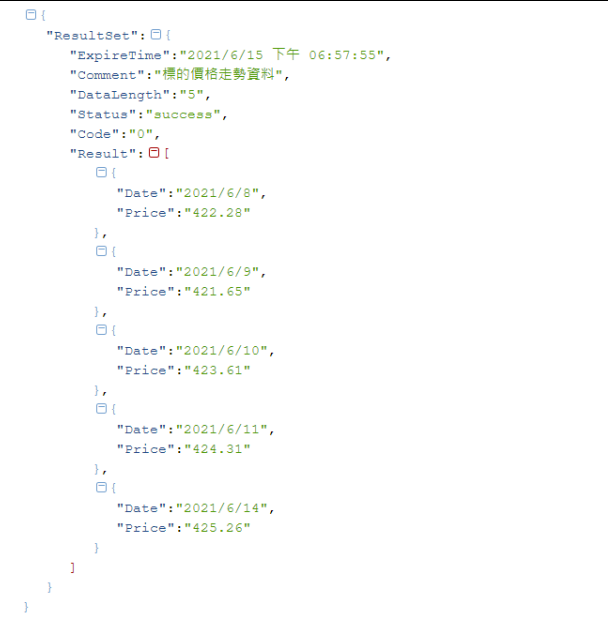 {
"ResultSet":{
"ExpireTime":"2021/6/15 下午 06:57:55",
"Comment":"標的價格走勢資料",
"DataLength":"5",
"Status":"success",
"Code":"0",
"Result":[
{
"Date":"2021/6/8",
"Price":"422.28"
},
{
"Date":"2021/6/9",
"Price":"421.65"
},
{
"Date":"2021/6/10",
"Price":"423.61"
},
{
"Date":"2021/6/11",
"Price":"424.31"
},
{
"Date":"2021/6/14",
"Price":"425.26"
}
]
}
}